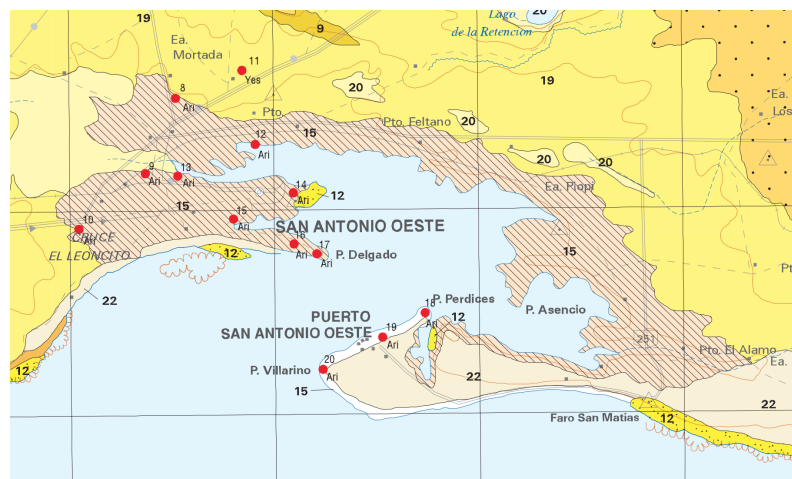 19
9
20
Lago
de la Retención
Ea.
Mortada
11
Yes
19
8
Ari
20
Ea.
Los
Pto.
Pto. Feltano
20
12
Ari
15
20
20
9
Ari
13
Ari
Ea. Piopi
14
Ari
12
15
15
Ari
SAN ANTONIO OESTE
10
Ari
CRUCE
EL LEONCITO
12
16
Ari
17
Ari
P. Delgado
15
Pto
22
18
Ari
P. Perdices
12
P. Asencio
PUERTO
SAN ANTONIO OESTE
19
Ari
251
Pto. El Alamo
Ea.
12
20
Ari
P. Villarino
15
22
22
Faro San Matias
12